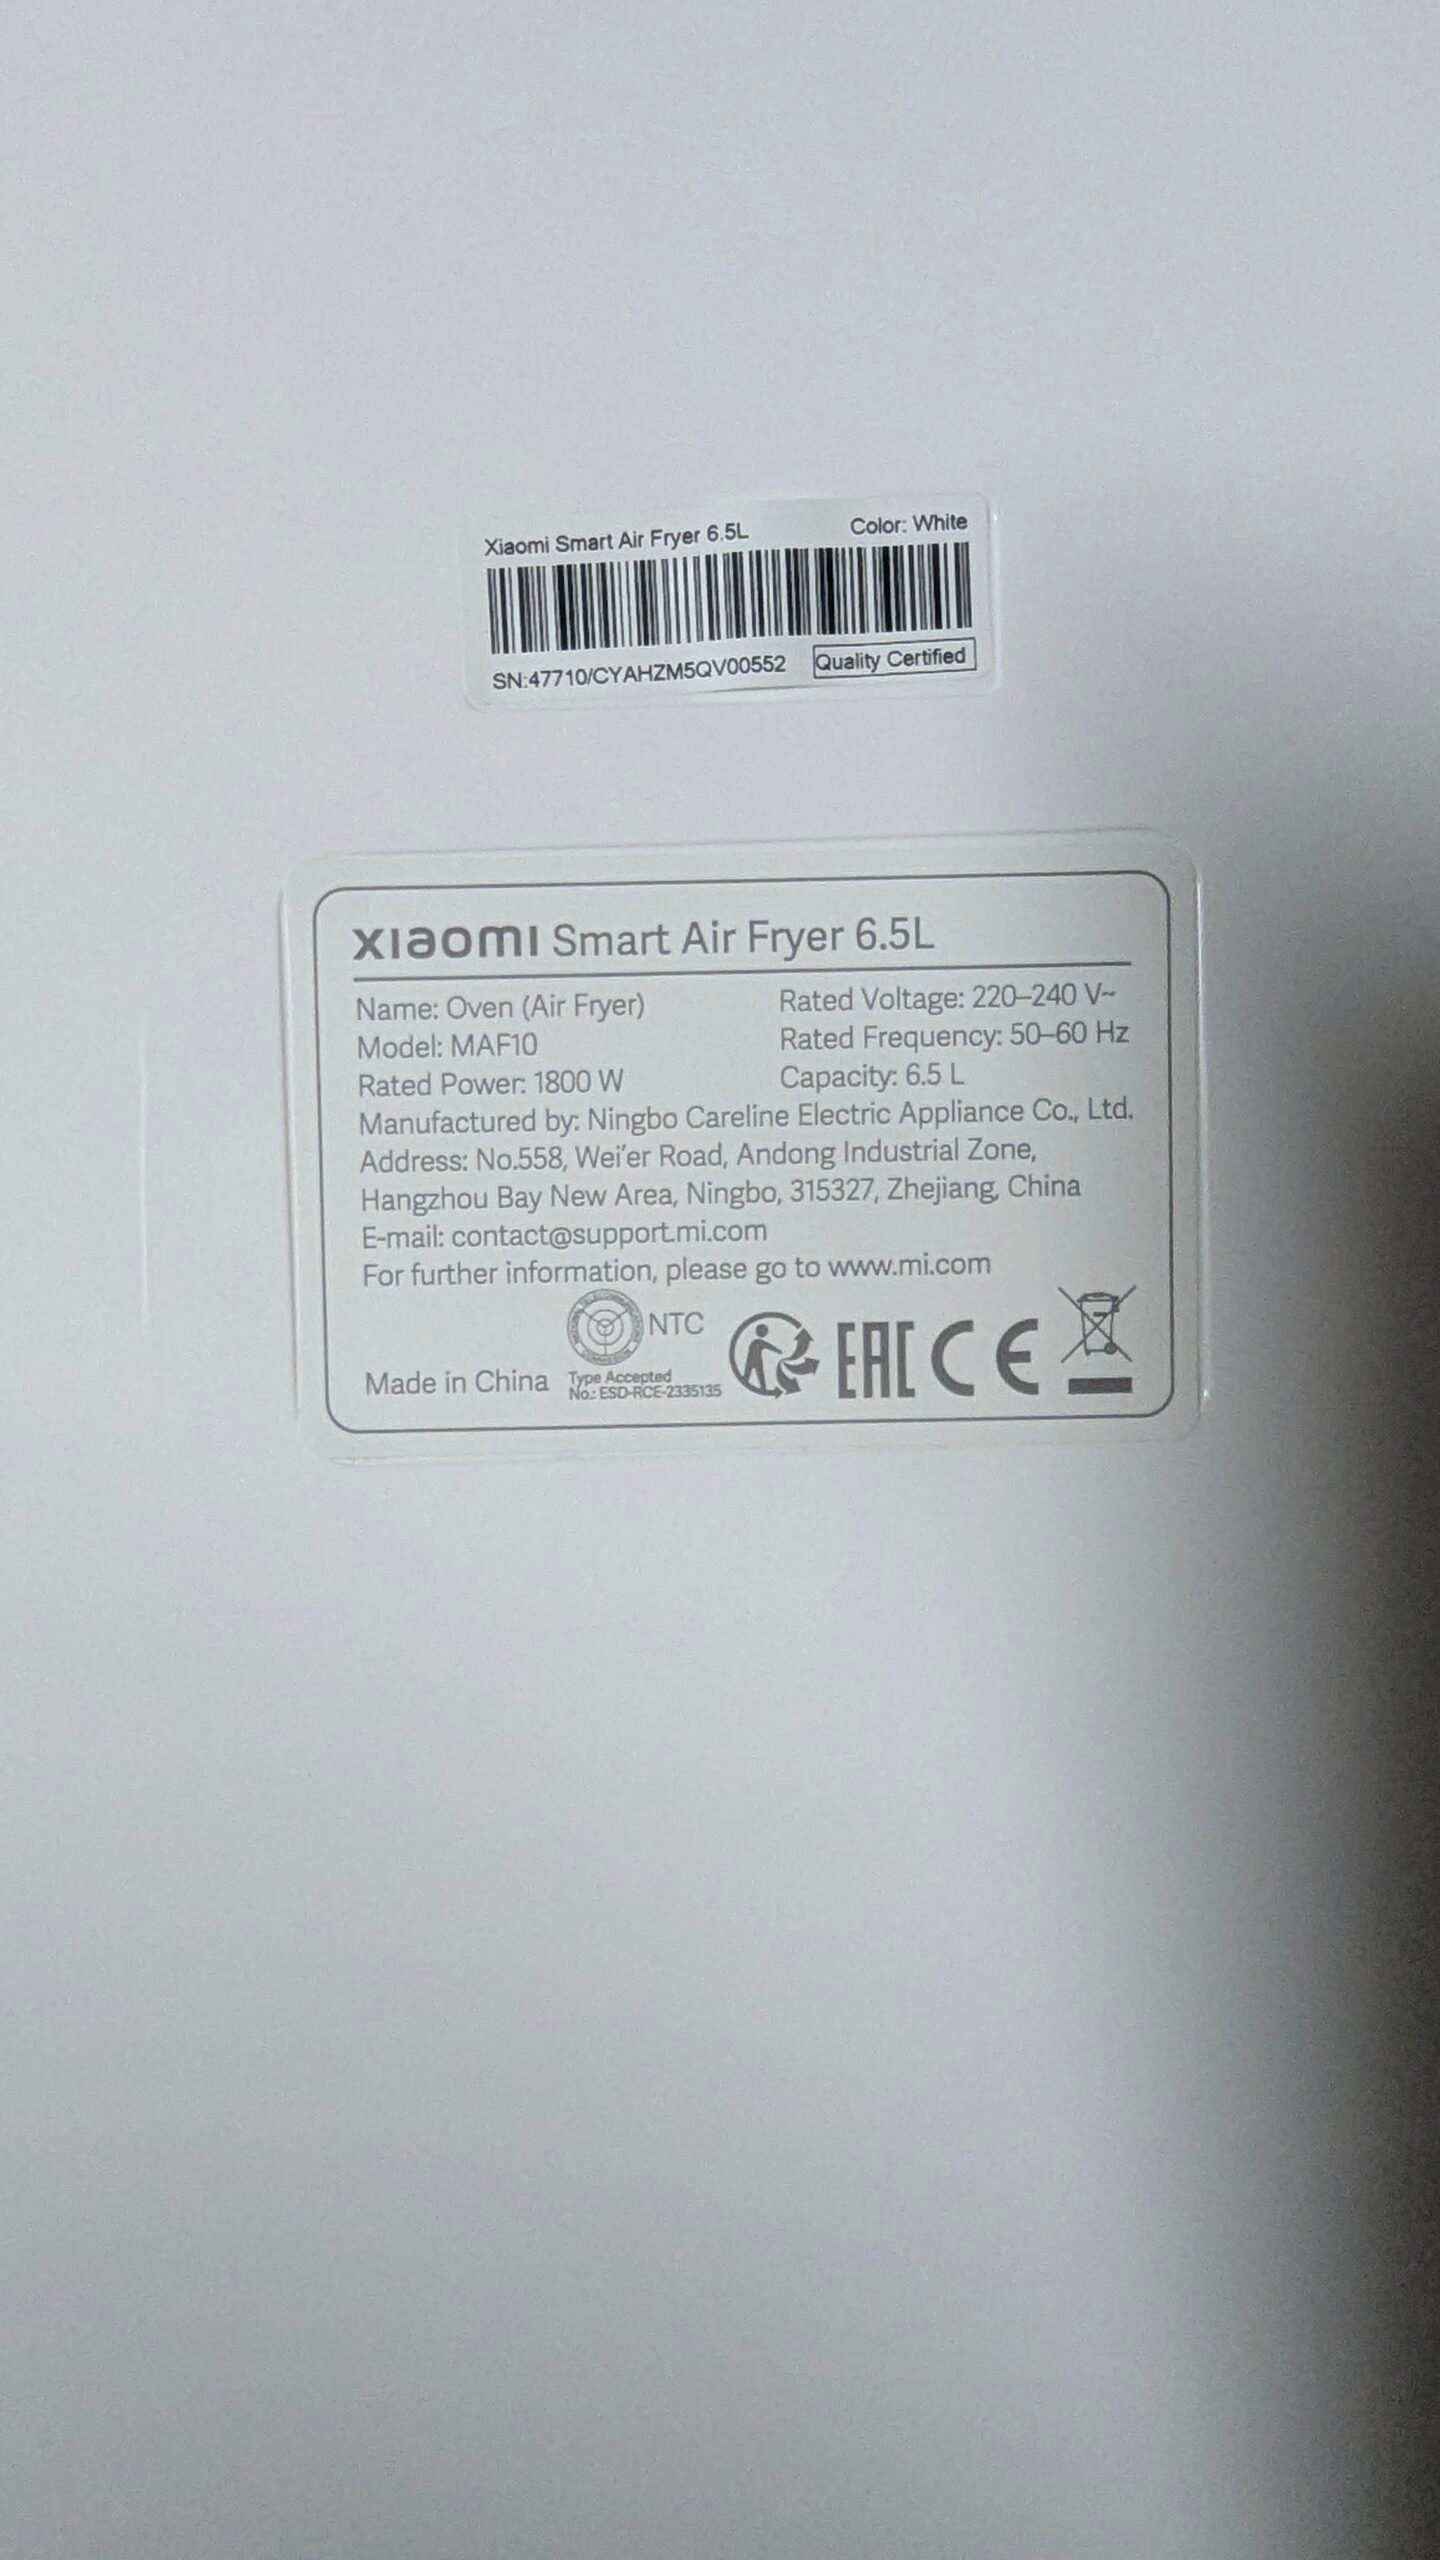 Xiaomi Smart Air Fryer 6.5L Color: White
SN:47710/CYAHZM5QV00552 Quality Certified
xiaomi Smart Air Fryer 6.5L
Name: Oven (Air Fryer) Rated Voltage: 220–240 V~
Model: MAF10 Rated Frequency: 50–60 Hz
Rated Power: 1800 W Capacity: 6.5 L
Manufactured by: Ningbo Careline Electric Appliance Co., Ltd.
Address: No.558, Wei'er Road, Andong Industrial Zone,
Hangzhou Bay New Area, Ningbo, 315327, Zhejiang, China
E-mail: contact@support.mi.com
For further information, please go to www.mi.com
NTC
Made in China Type Accepted
No.: ESD-RCE-2335135
EAC CE